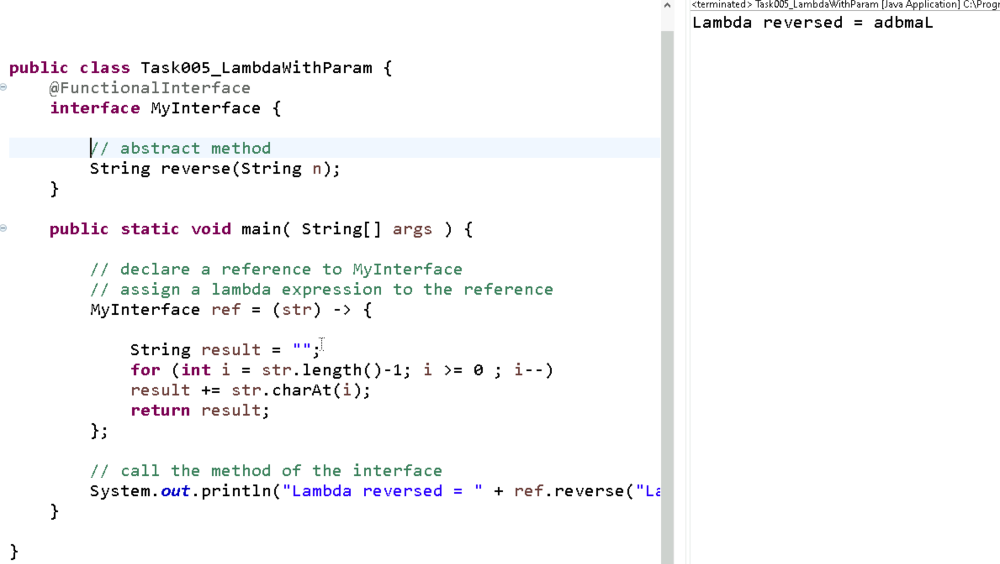 public class Task005_LambdaWithParam {
@FunctionalInterface
interface MyInterface {
// abstract method
String reverse(String n);
}
public static void main( String[] args ) {
// declare a reference to MyInterface
// assign a lambda expression to the reference
MyInterface ref = (str) -> {
String result = "";
for (int i = str.length()-1; i >= 0 ; i--)
result += str.charAt(i);
return result;
};
// call the method of the interface
System.out.println("Lambda reversed = " + ref.reverse("La
}
}
<terminated> Task005_LambdaWithParam [Java Application] C:\Progr
Lambda reversed = adbmaL